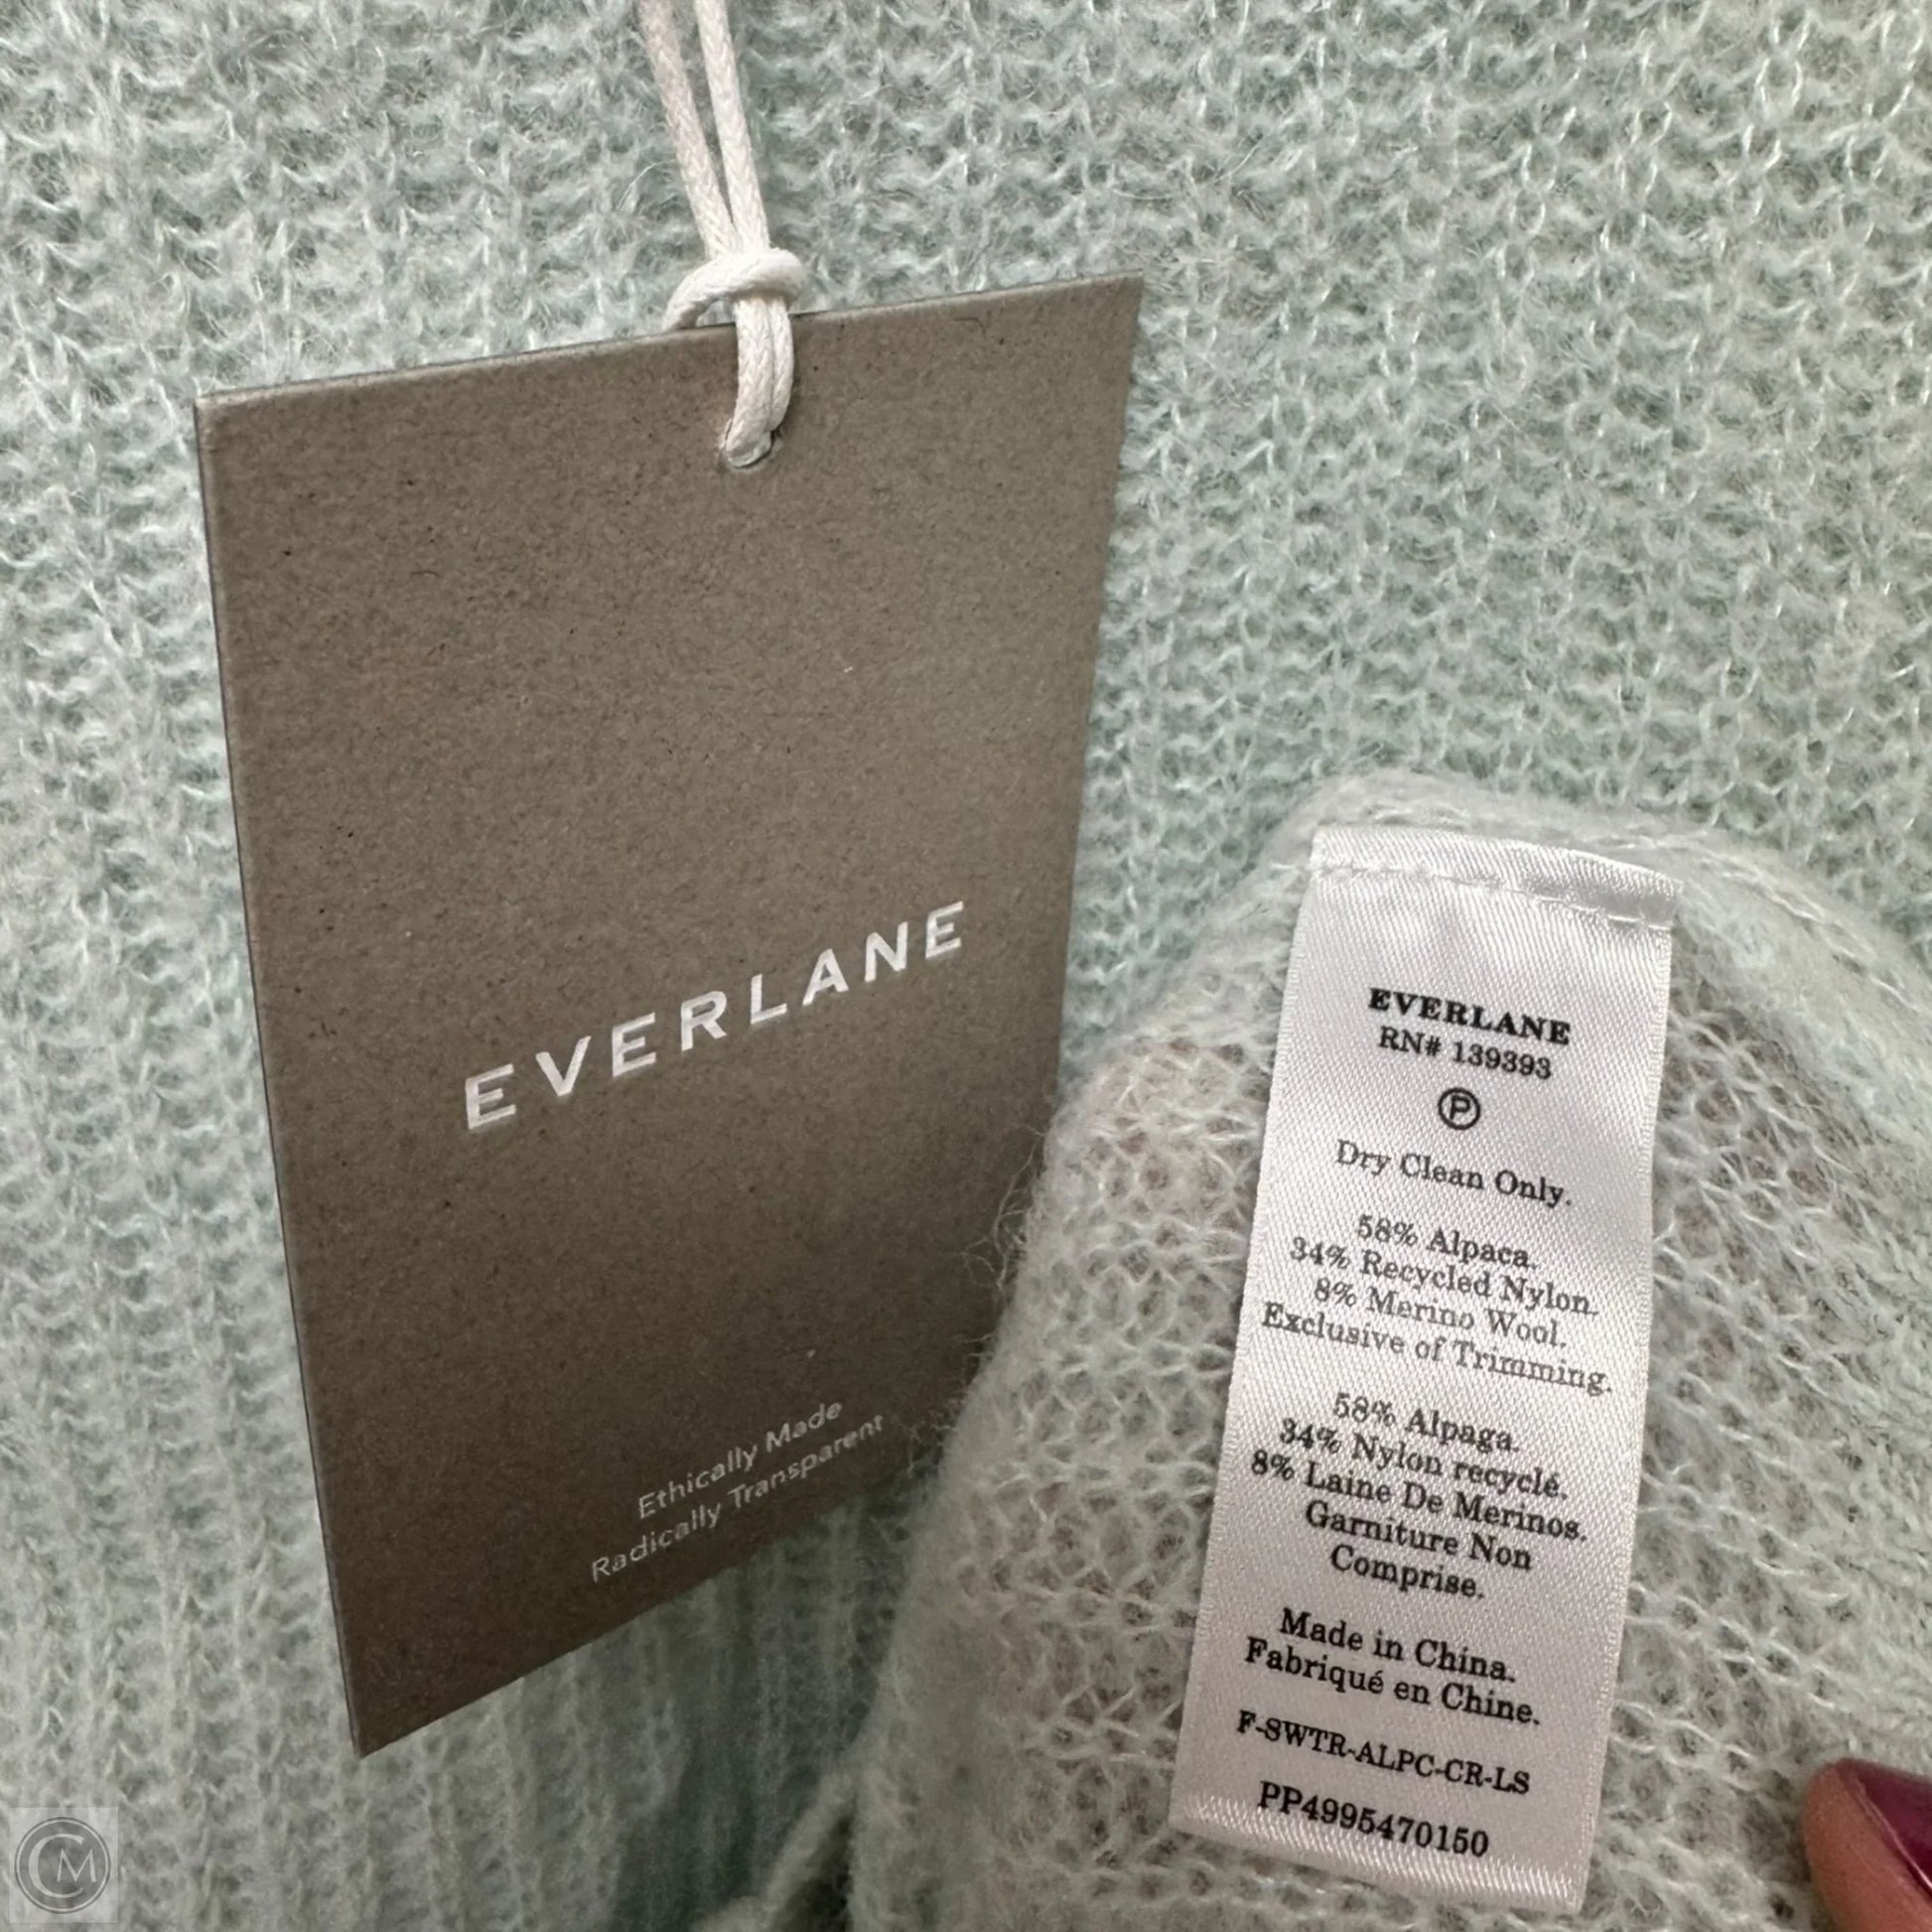 EVERLANE
Ethically Made
Radically Transparent
EVERLANE
RN# 139393
P
Dry Clean Only.
58% Alpaca.
34% Recycled Nylon.
8% Merino Wool.
Exclusive of Trimming.
58% Alpaga.
34% Nylon recyclé.
8% Laine De Merinos.
Garniture Non
Comprise.
Made in China.
Fabriqué en Chine.
F-SWTR-ALPC-CR-LS
PP4995470150
CM